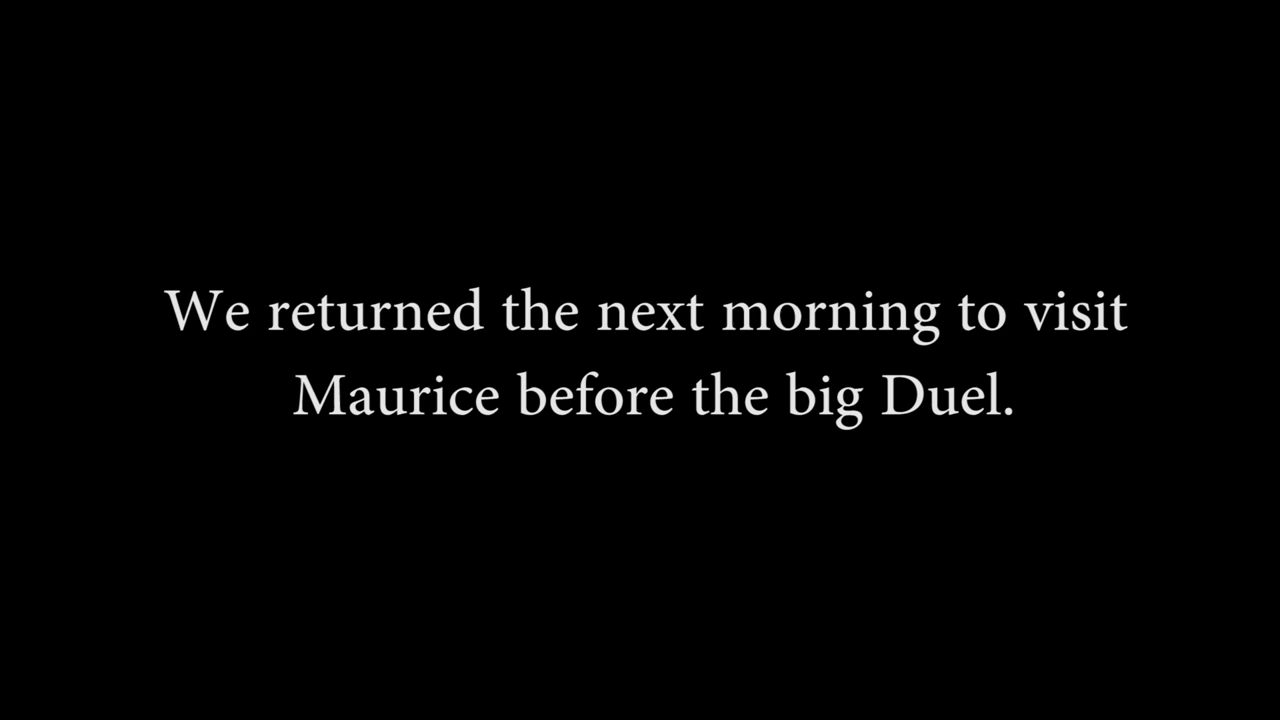 We returned the next morning to visit
Maurice before the big Duel.